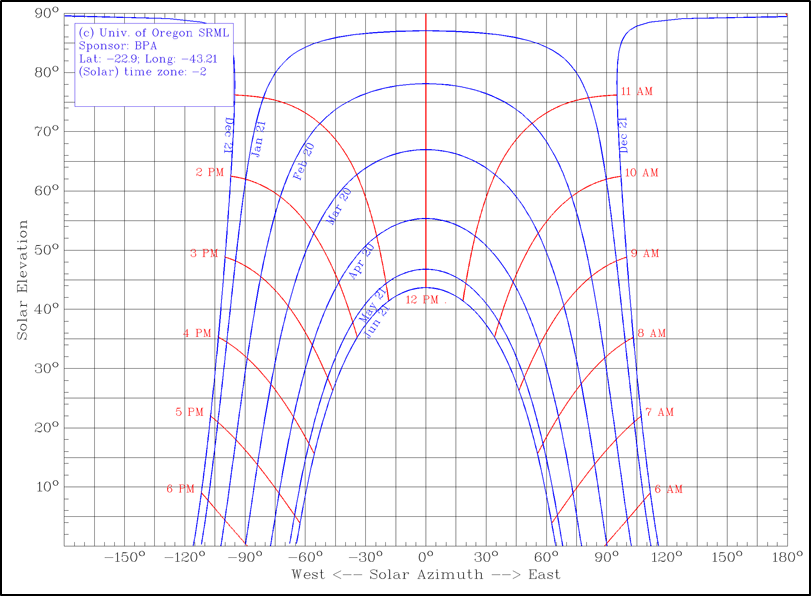 90°
(c) Univ. of Oregon SRML
Sponsor: BPA
Lat: −22.9; Long: −43.21
(Solar) time zone: −2
80°
11 AM
Dec 21
Jan 21
Dec 21
70°
Feb 20
2 PM
10 AM
60°
Mar 20
3 PM
9 AM
50°
Apr 20
Solar Elevation
May 21
12 PM
40°
Jun 21
4 PM
8 AM
30°
5 PM
7 AM
20°
6 PM
6 AM
10°
−150° −120° −90° −60° −30° 0° 30° 60° 90° 120° 150° 180°
West <−− Solar Azimuth −−> East